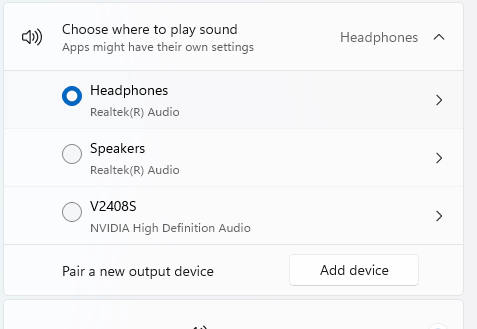 Choose where to play sound
Apps might have their own settings
Headphones
Headphones
Realtek(R) Audio
Speakers
Realtek(R) Audio
V2408S
NVIDIA High Definition Audio
Pair a new output device
Add device